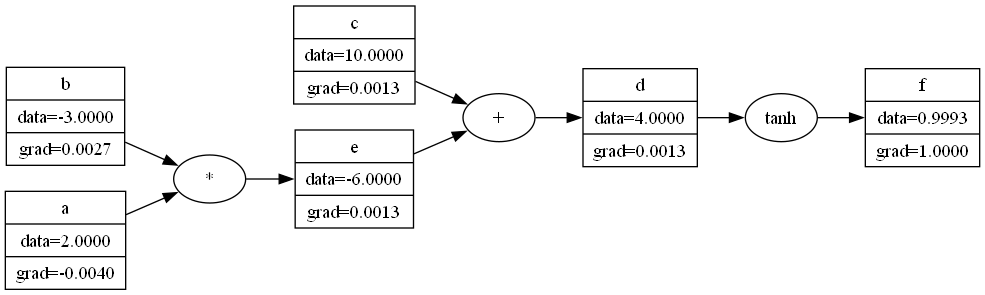 b
data=-3.0000
grad=0.0027
a
data=2.0000
grad=-0.0040
*
c
data=10.0000
grad=0.0013
e
data=-6.0000
grad=0.0013
+
d
data=4.0000
grad=0.0013
tanh
f
data=0.9993
grad=1.0000